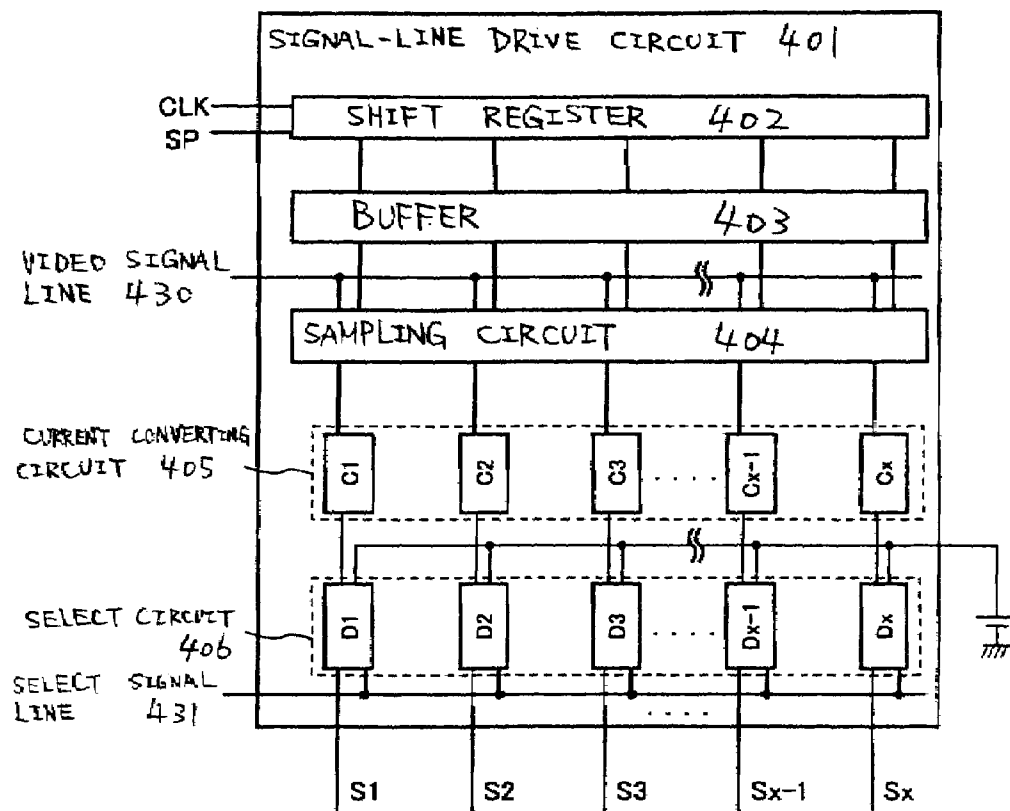 SIGNAL-LINE DRIVE CIRCUIT 401
CLK
SP
SHIFT REGISTER 402
BUFFER 403
VIDEO SIGNAL
LINE 430
SAMPLING CIRCUIT 404
CURRENT CONVERTING
CIRCUIT 405
C1 C2 C3 ..... Cx-1 Cx
SELECT CIRCUIT
406
D1 D2 D3 ..... Dx-1 Dx
SELECT SIGNAL
LINE 431
.....
S1 S2 S3 Sx-1 Sx